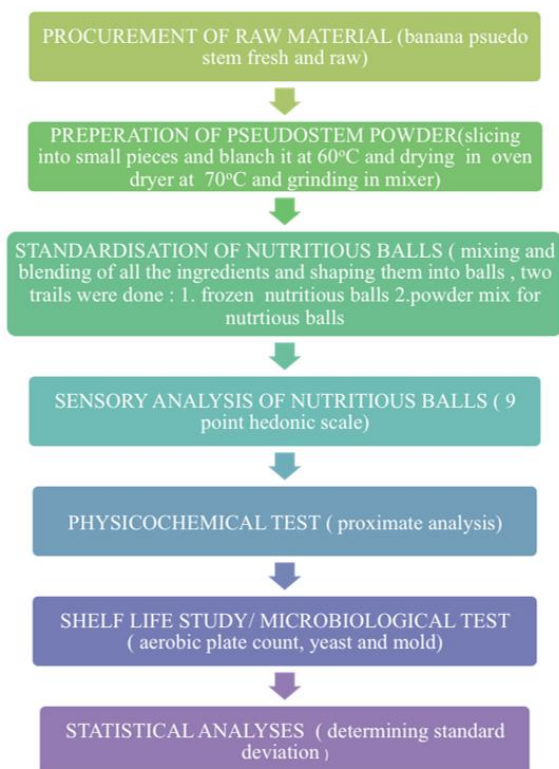 PROCUREMENT OF RAW MATERIAL (banana psuedo
stem fresh and raw)
PREPERATION OF PSEUDOSTEM POWDER(slicing
into small pieces and blanch it at 60°C and drying in oven
dryer at 70°C and grinding in mixer)
STANDARDISATION OF NUTRITIOUS BALLS ( mixing and
blending of all the ingredients and shaping them into balls , two
trails were done : 1. frozen nutritious balls 2.powder mix for
nutrtious balls
SENSORY ANALYSIS OF NUTRITIOUS BALLS ( 9
point hedonic scale)
PHYSICOCHEMICAL TEST ( proximate analysis)
SHELF LIFE STUDY/ MICROBIOLOGICAL TEST
( aerobic plate count, yeast and mold)
STATISTICAL ANALYSES ( determining standard
deviation )